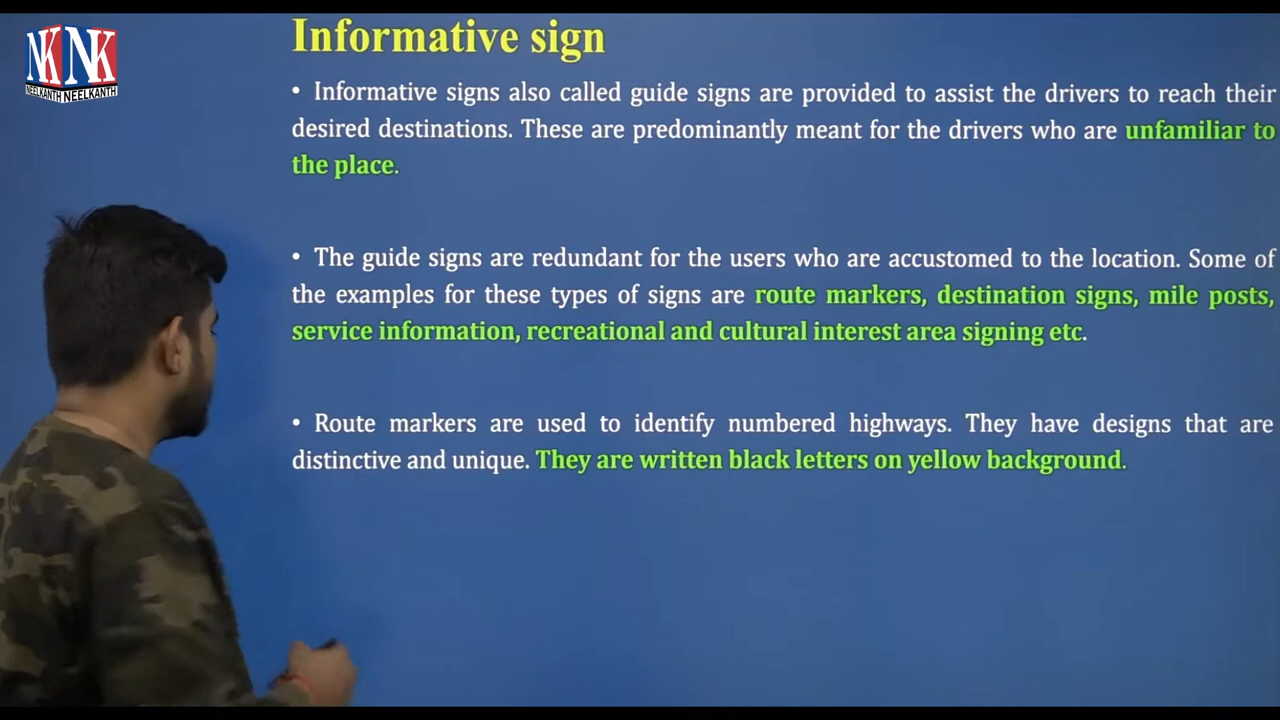 NKNK
NEELKANTH NEELKANTH
Informative sign
• Informative signs also called guide signs are provided to assist the drivers to reach their
desired destinations. These are predominantly meant for the drivers who are unfamiliar to
the place.
• The guide signs are redundant for the users who are accustomed to the location. Some of
the examples for these types of signs are route markers, destination signs, mile posts,
service information, recreational and cultural interest area signing etc.
• Route markers are used to identify numbered highways. They have designs that are
distinctive and unique. They are written black letters on yellow background.